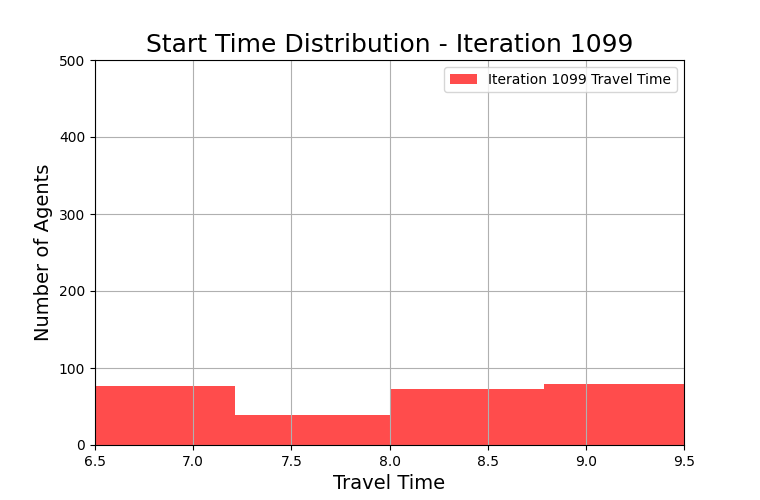 Start Time Distribution - Iteration 1099
Iteration 1099 Travel Time
Number of Agents
500
400
300
200
100
0
6.5 7.0 7.5 8.0 8.5 9.0 9.5
Travel Time